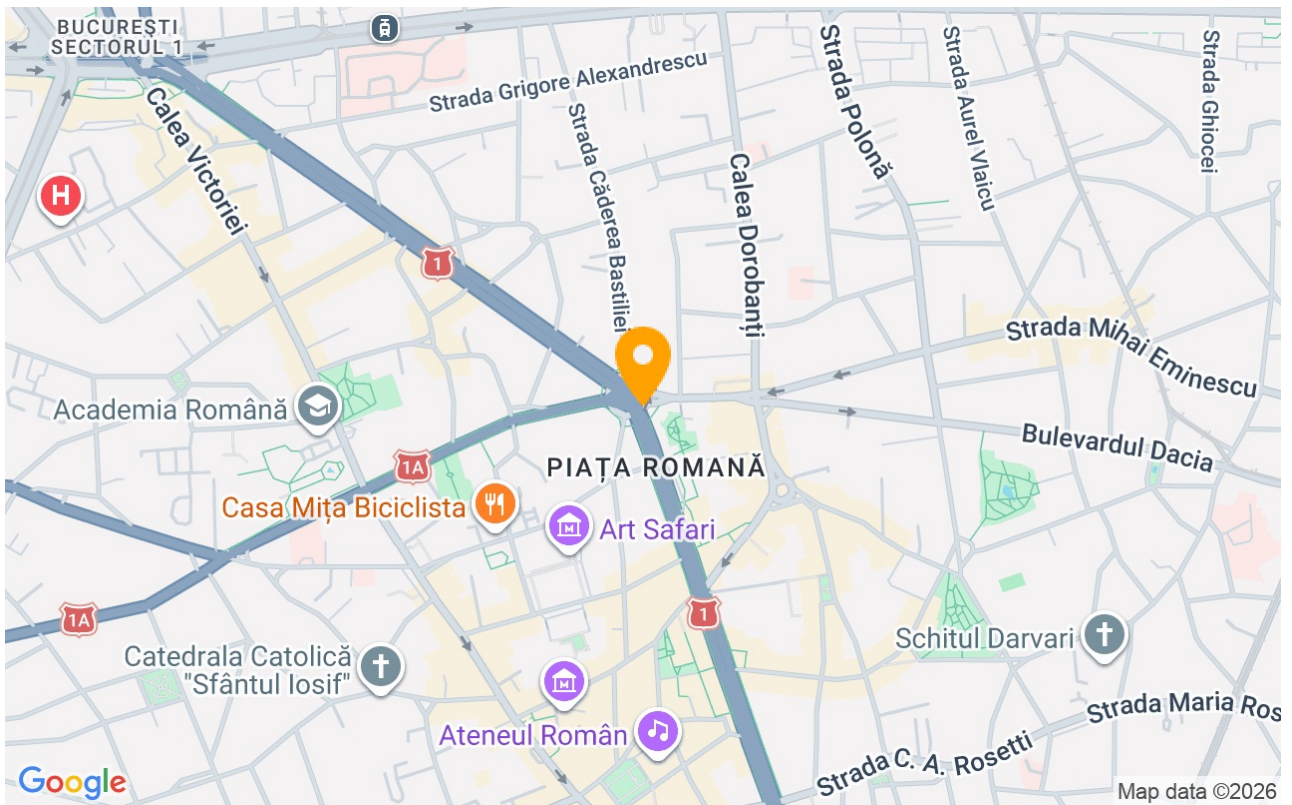 BUCUREȘTI
SECTORUL 1
Strada Grigore Alexandrescu
Strada Polonă
Strada Aurel Vlaicu
Strada Ghiocei
Calea Victoriei
Strada Căderea Bastiliei
Calea Dorobanți
H
1
Strada Mihai Eminescu
Academia Română
Bulevardul Dacia
1A
PIAȚA ROMANĂ
Casa Mița Biciclista
Art Safari
1A
1
Schitul Darvari
Catedrala Catolică
"Sfântul Iosif"
Strada Maria Ros
Ateneul Român
Strada C. A. Rosetti
Google
Map data ©2026